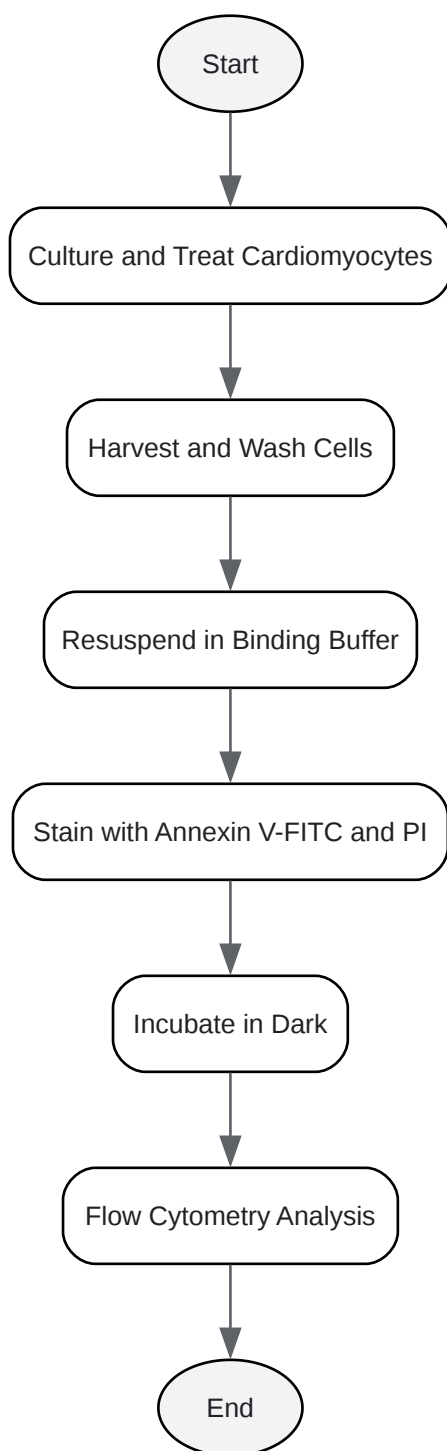 Start
Culture and Treat Cardiomyocytes
Harvest and Wash Cells
Resuspend in Binding Buffer
Stain with Annexin V-FITC and PI
Incubate in Dark
Flow Cytometry Analysis
End